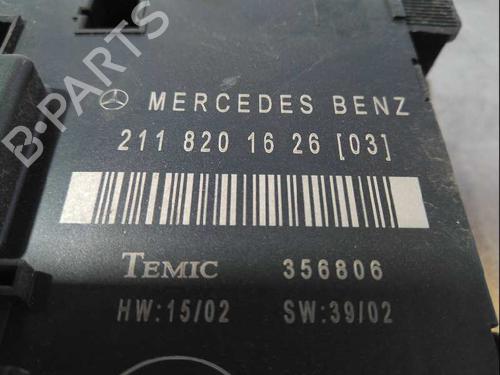 MERCEDES BENZ
211 820 16 26 [03]
TEMIC 356806
HW:15/02 SW:39/02
B-PARTS